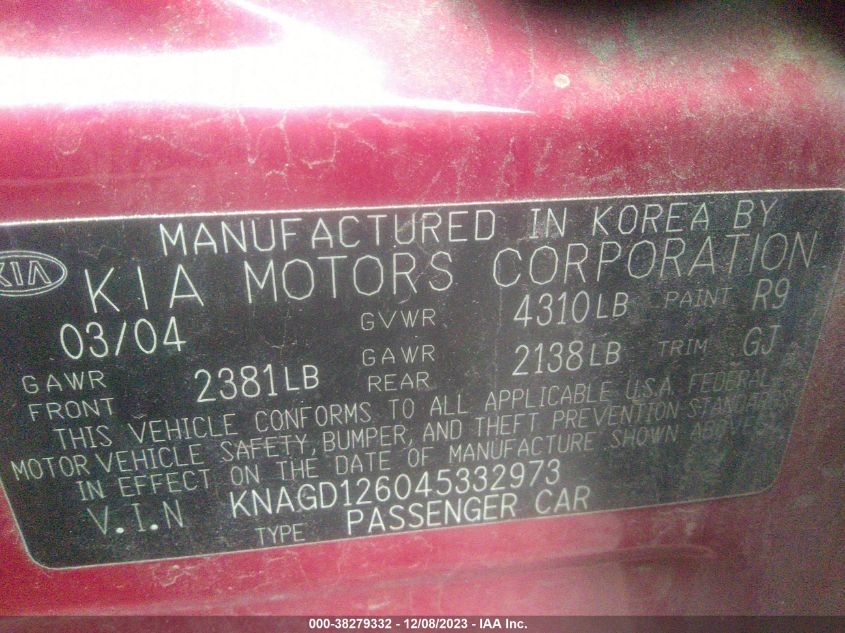 MANUFACTURED IN KOREA BY
KIA KIA MOTORS CORPORATION
03/04 GVWR 4310LB PAINT R9
GAWR FRONT 2381LB GAWR REAR 2138LB TRIM GJ
THIS VEHICLE CONFORMS TO ALL APPLICABLE U.S.A. FEDERAL
MOTOR VEHICLE SAFETY, BUMPER, AND THEFT PREVENTION STANDARDS
IN EFFECT ON THE DATE OF MANUFACTURE SHOWN ABOVE.
V.I.N KNAGD126045332973
TYPE PASSENGER CAR
000-38279332 - 12/08/2023 - IAA Inc.